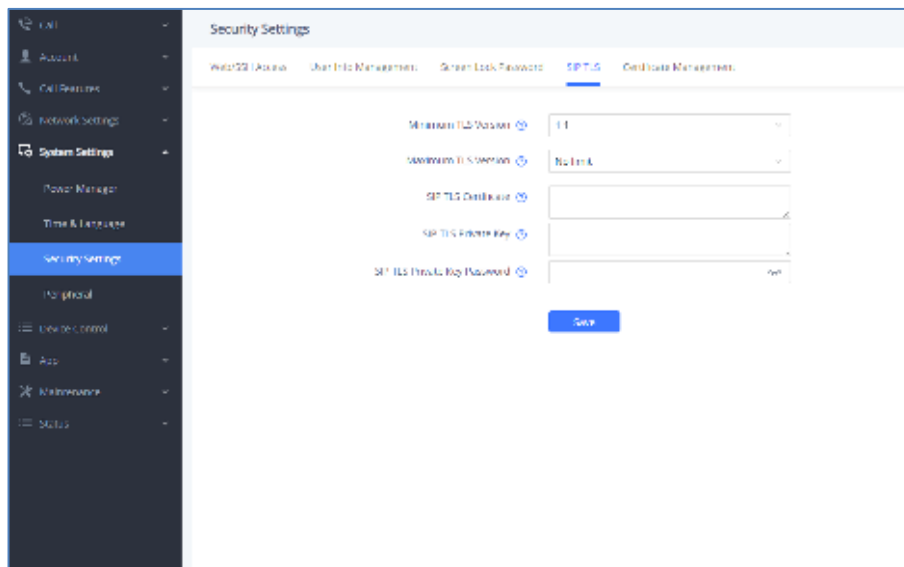 Call
Account
Call Features
Network Settings
System Settings
Power Manager
Time & Language
Security Settings
Peripheral
Device Control
App
Maintenance
Status
Security Settings
Web/SSH Access User Info Management Screen Lock Password SIP TLS Certificate Management
Minimum TLS Version 1.1
Maximum TLS Version No limit
SIP TLS Certificate
SIP TLS Private Key
SIP TLS Private Key Password
Save